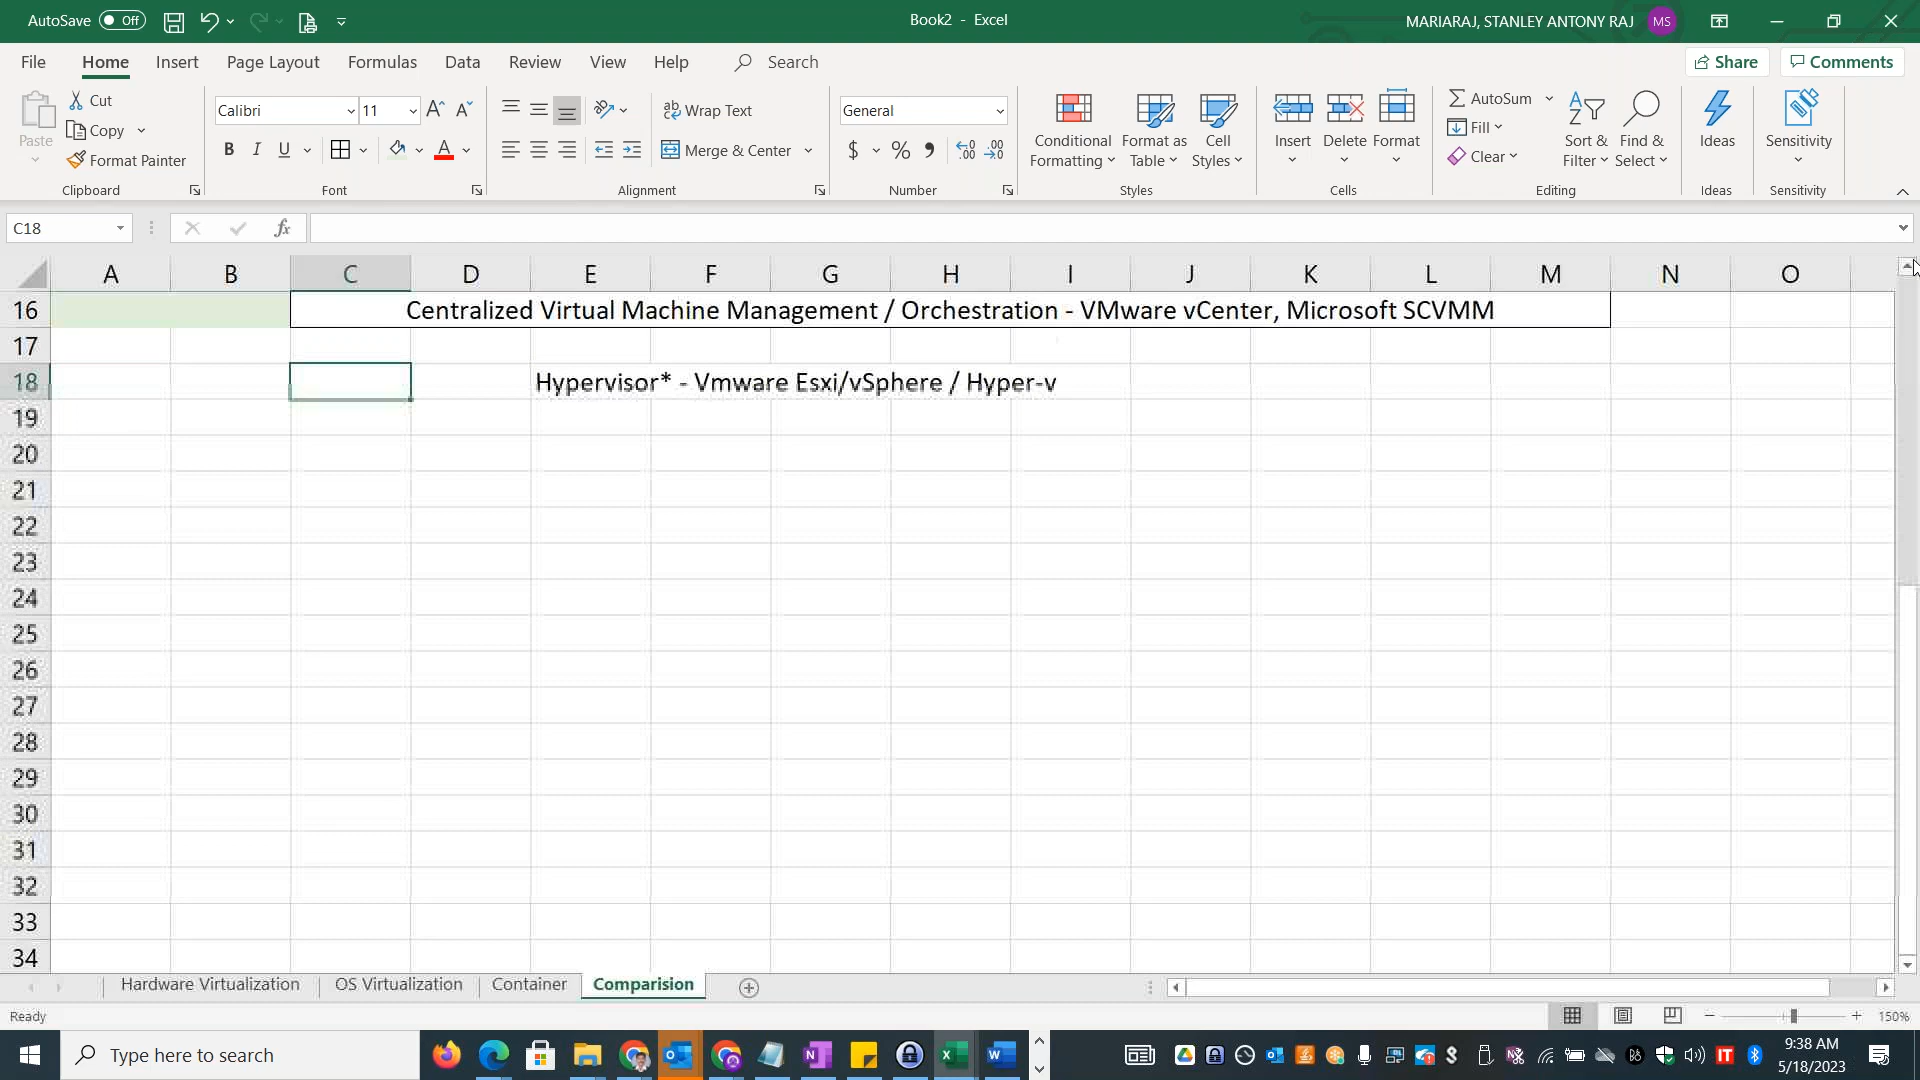 AutoSave Off
Book2 - Excel
MARIARAJ, STANLEY ANTONY RAJ MS
File Home Insert Page Layout Formulas Data Review View Help Search
Share Comments
Paste
Cut
Copy
Format Painter
Clipboard
Calibri 11
B I U
Font
Wrap Text
Merge & Center
Alignment
General
$ % 9
Number
Conditional Formatting
Format as Table
Cell Styles
Styles
Insert Delete Format
Cells
AutoSum
Fill
Clear
Sort & Filter
Find & Select
Editing
Ideas
Ideas
Sensitivity
Sensitivity
C18
fx
A B C D E F G H I J K L M N O
16 Centralized Virtual Machine Management / Orchestration - VMware vCenter, Microsoft SCVMM
17
18 Hypervisor* - Vmware Esxi/vSphere / Hyper-v
19
20
21
22
23
24
25
26
27
28
29
30
31
32
33
34
Hardware Virtualization OS Virtualization Container Comparision
Ready
150%
Type here to search
9:38 AM
5/18/2023